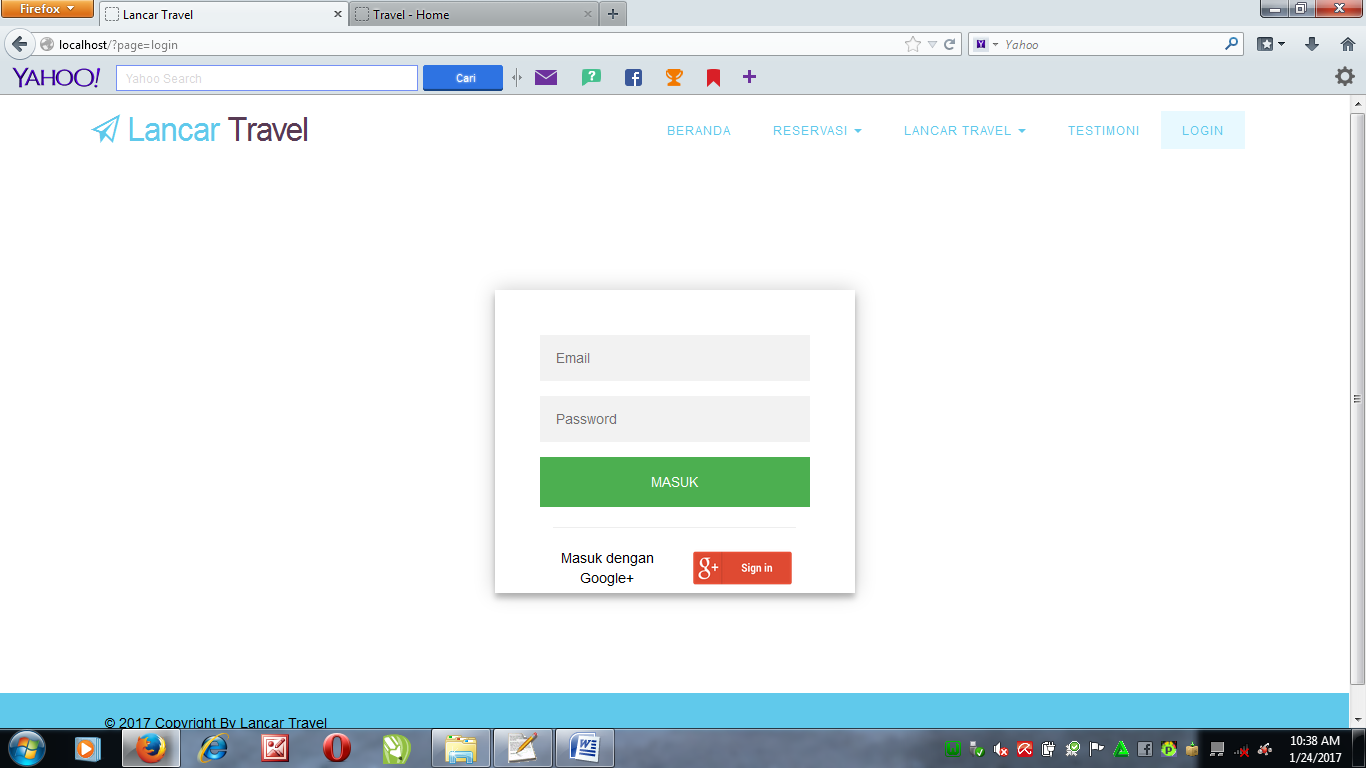 Firefox
Lancar Travel
Travel - Home
localhost/?page=login
Yahoo
YAHOO!
Yahoo Search
Cari
Lancar Travel
BERANDA
RESERVASI
LANCAR TRAVEL
TESTIMONI
LOGIN
Email
Password
MASUK
Masuk dengan
Google+
g+
Sign in
© 2017 Copyright By Lancar Travel
10:38 AM
1/24/2017